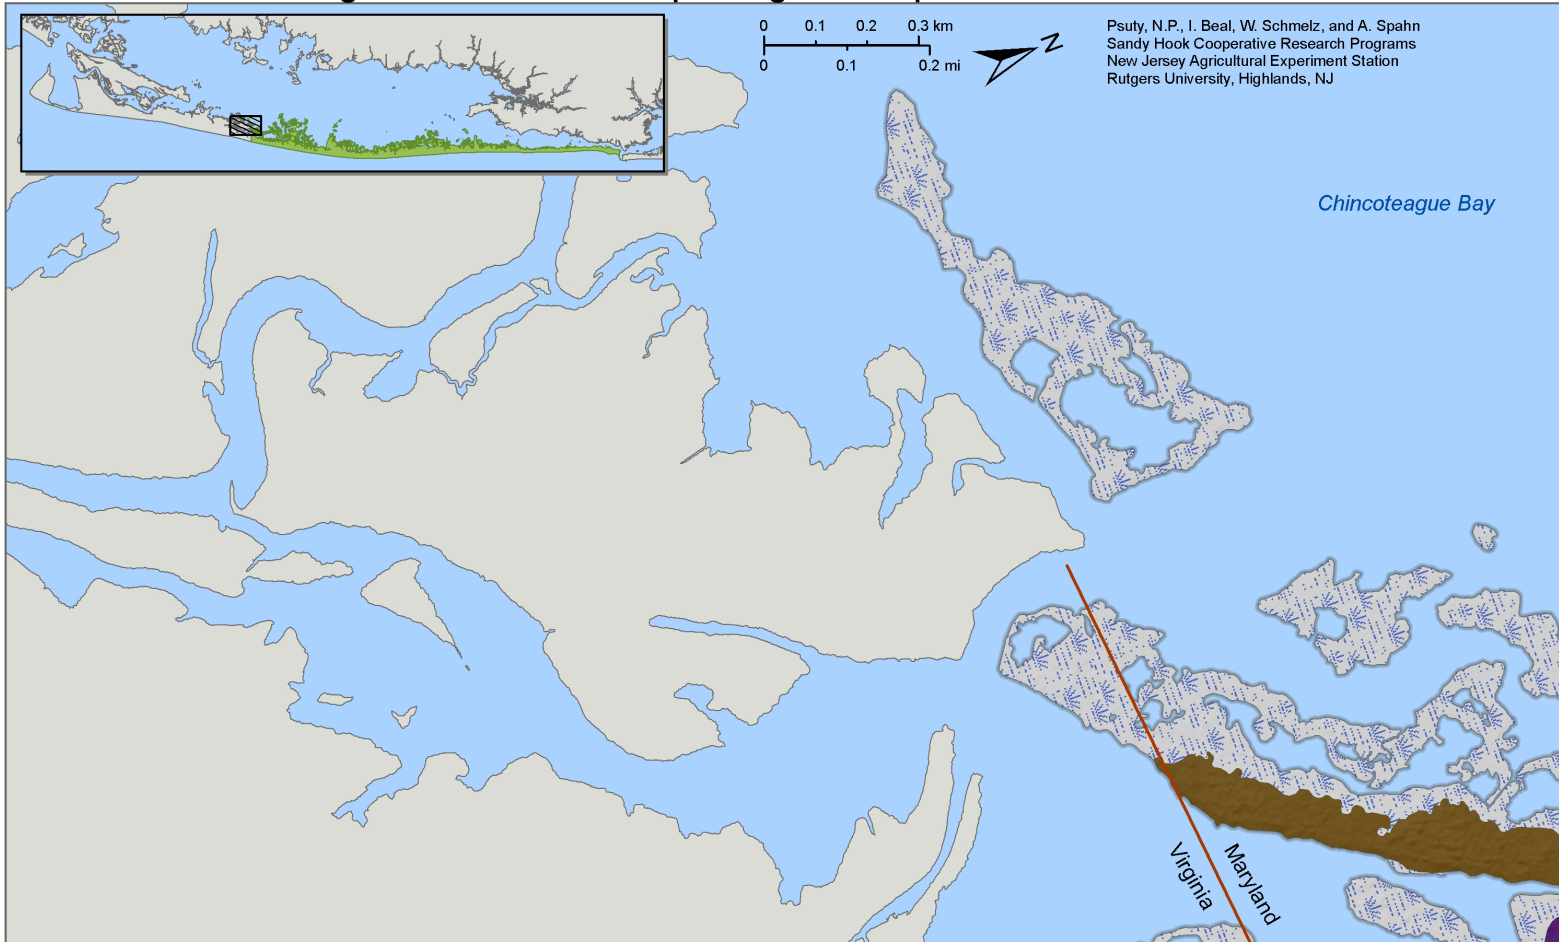 0 0.1 0.2 0.3 km
0 0.1 0.2 mi
N
Psuty, N.P., I. Beal, W. Schmelz, and A. Spahn
Sandy Hook Cooperative Research Programs
New Jersey Agricultural Experiment Station
Rutgers University, Highlands, NJ
Chincoteague Bay
Virginia
Maryland